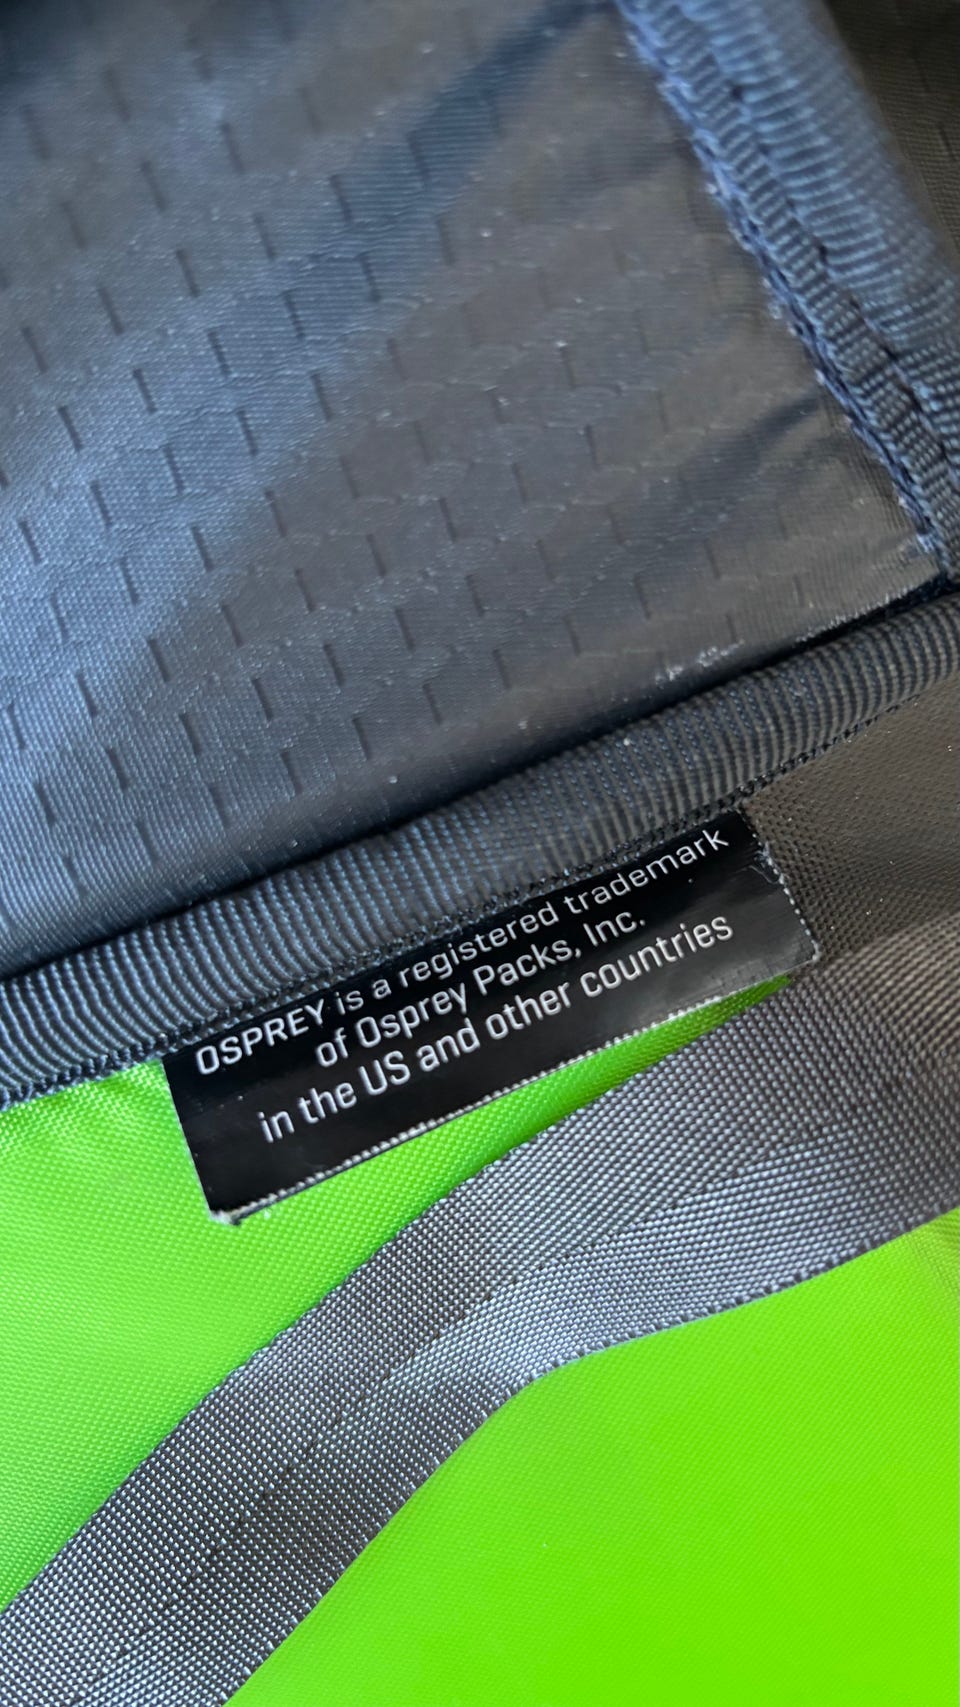 OSPREY is a registered trademark
of Osprey Packs, Inc.
in the US and other countries